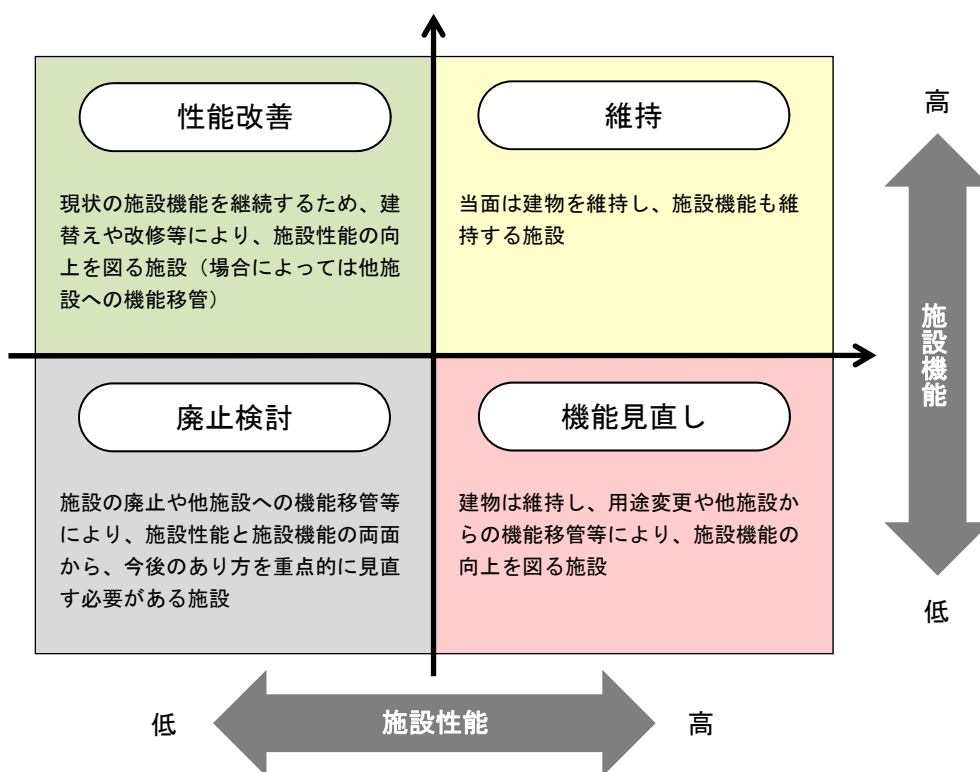 性能改善
現状の施設機能を継続するため、建
替えや改修等により、施設性能の向
上を図る施設（場合によっては他施
設への機能移管）
維持
当面は建物を維持し、施設機能も維
持する施設
廃止検討
施設の廃止や他施設への機能移管等
により、施設性能と施設機能の両面
から、今後のあり方を重点的に見直
す必要がある施設
機能見直し
建物は維持し、用途変更や他施設か
らの機能移管等により、施設機能の
向上を図る施設
高
施設機能
低
低
施設性能
高